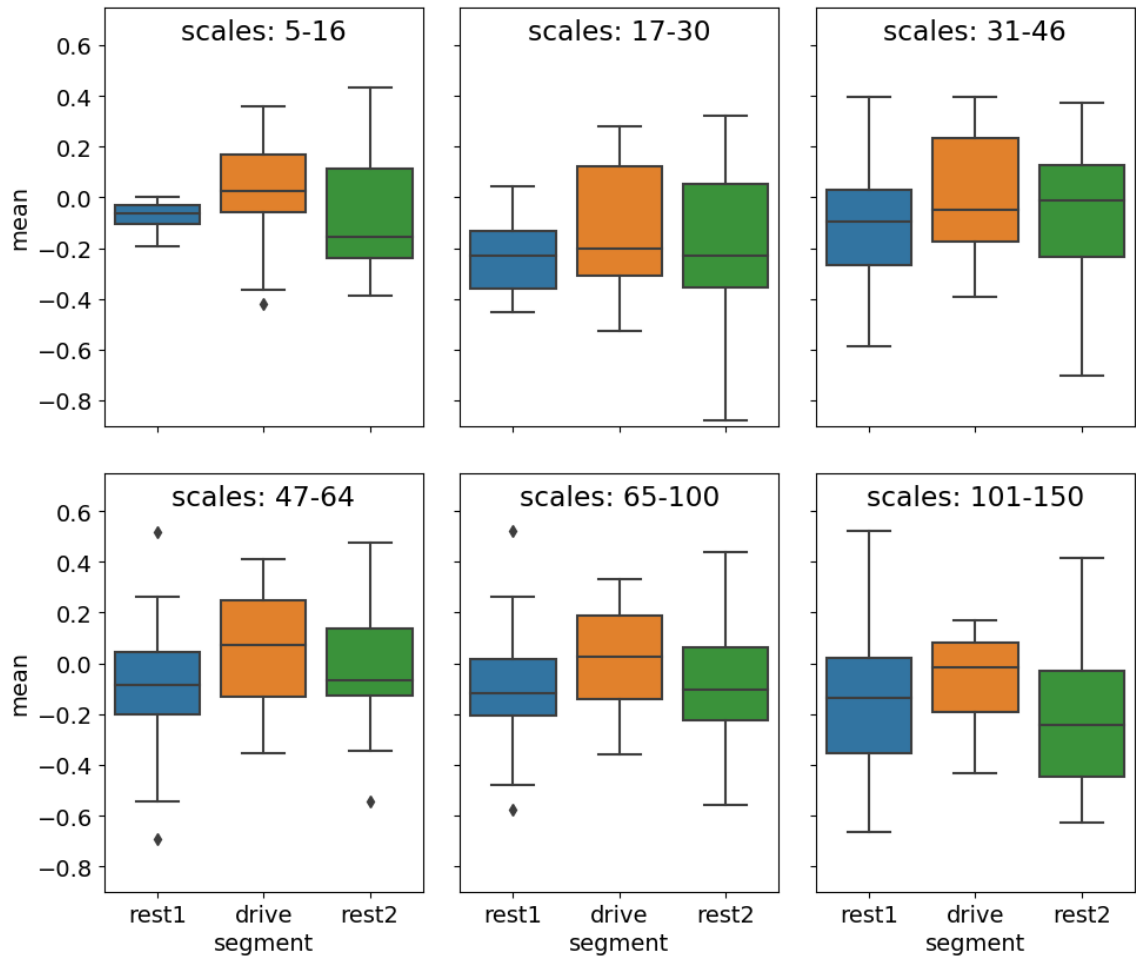 scales: 5-16
scales: 17-30
scales: 31-46
0.6
0.4
0.2
0.0
−0.2
−0.4
−0.6
−0.8
mean
scales: 47-64
scales: 65-100
scales: 101-150
0.6
0.4
0.2
0.0
−0.2
−0.4
−0.6
−0.8
mean
rest1 drive rest2
segment
rest1 drive rest2
segment
rest1 drive rest2
segment